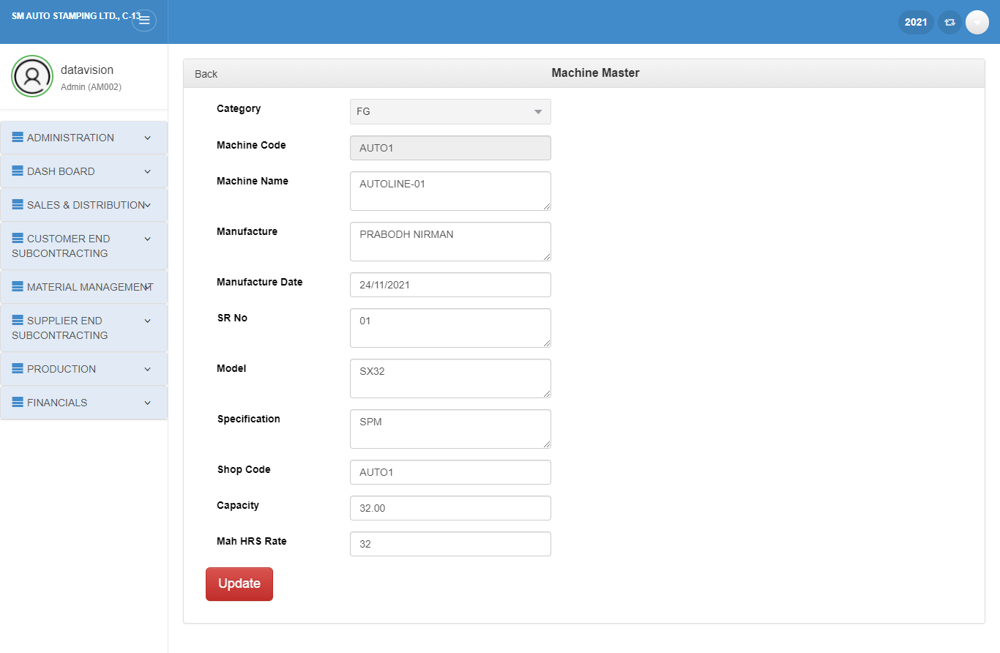 SM AUTO STAMPING LTD., C-13
2021
datavision
Admin (AM002)
ADMINISTRATION
DASH BOARD
SALES & DISTRIBUTION
CUSTOMER END
SUBCONTRACTING
MATERIAL MANAGEMENT
SUPPLIER END
SUBCONTRACTING
PRODUCTION
FINANCIALS
Back
Machine Master
Category
FG
Machine Code
AUTO1
Machine Name
AUTOLINE-01
Manufacture
PRABODH NIRMAN
Manufacture Date
24/11/2021
SR No
01
Model
SX32
Specification
SPM
Shop Code
AUTO1
Capacity
32.00
Mah HRS Rate
32
Update